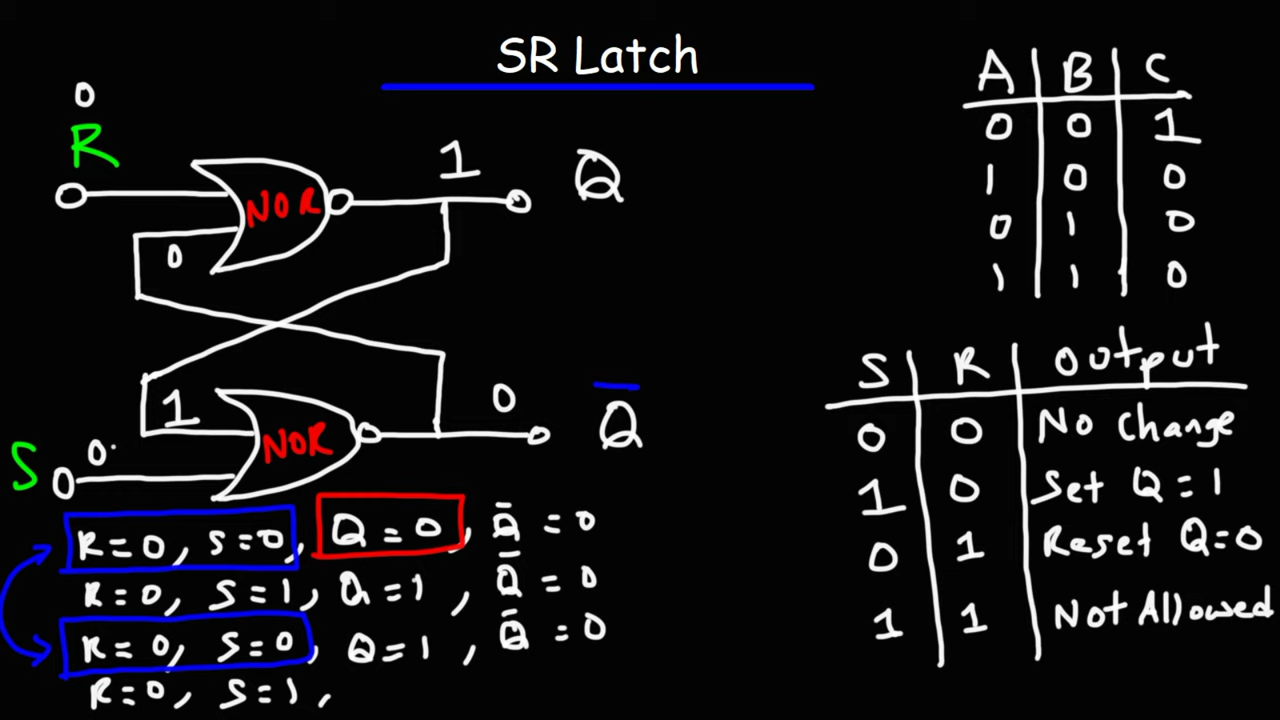 SR Latch
0
R
NOR
0
1
Q
S
0
1
NOR
0
Q̄
R=0, S=0, Q=0, Q̄=0
R=0, S=1, Q=1, Q̄=0
R=0, S=0, Q=1, Q̄=0
R=0, S=1,
A B C
0 0 1
1 0 0
0 1 0
1 1 0
S R Output
0 0 No Change
1 0 Set Q=1
0 1 Reset Q=0
1 1 Not Allowed